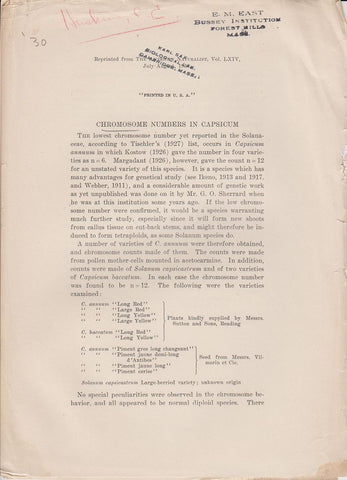 '30
E. M. EAST
BUSSEY INSTITUTION
FOREST HILLS
MASS.
Reprinted from THE NATURALIST, Vol. LXIV,
July
KARL SAX
BIOLOGICAL LAB.
CAMBRIDGE, MASS.
"PRINTED IN U. S. A."
CHROMOSOME NUMBERS IN CAPSICUM
THE lowest chromosome number yet reported in the Solana-
ceae, according to Tischler's (1927) list, occurs in Capsicum
annuum in which Kostow (1926) gave the number in four varie-
ties as n = 6. Margadant (1926), however, gave the count n = 12
for an unstated variety of this species. It is a species which has
many advantages for genetical study (see Ikeno, 1913 and 1917,
and Webber, 1911), and a considerable amount of genetic work
as yet unpublished was done on it by Mr. G. O. Sherrard when
he was at this institution some years ago. If the low chromo-
some number were confirmed, it would be a species warranting
much further study, especially since it will form new shoots
from callus tissue on cut-back stems, and might therefore be in-
duced to form tetraploids, as some Solanum species do.
A number of varieties of C. annuum were therefore obtained,
and chromosome counts made of them. The counts were made
from pollen mother-cells mounted in acetocarmine. In addition,
counts were made of Solanum capsicastrum and of two varieties
of Capsicum baccatum. In each case the chromosome number
was found to be n = 12. The following were the varieties
examined:
C. annuum "Long Red"
" " "Large Red"
" " "Long Yellow"
" " "Large Yellow"
C. baccatum "Long Red"
" " "Long Yellow"
Plants kindly supplied by Messrs.
Sutton and Sons, Reading
C. annuum "Piment gros long changeant"
" " "Piment jaune demi-long
d'Antibes"
" " "Piment jaune long"
" " "Piment cerise"
Seed from Messrs. Vil-
morin et Cie.
Solanum capsicastrum Large-berried variety; unknown origin
No special peculiarities were observed in the chromosome be-
havior, and all appeared to be normal diploid species. There